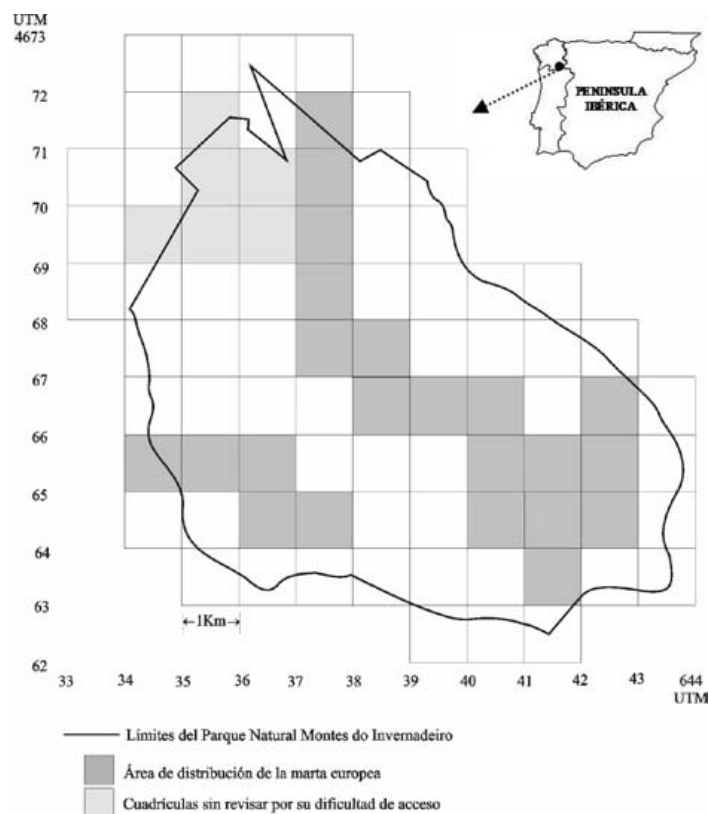 UTM
4673
72
71
70
69
68
67
66
65
64
63
62
33 34 35 36 37 38 39 40 41 42 43 644
UTM
PENINSULA
IBÉRICA
←1Km→
Límites del Parque Natural Montes do Invernadeiro
Área de distribución de la marta europea
Cuadrículas sin revisar por su dificultad de acceso